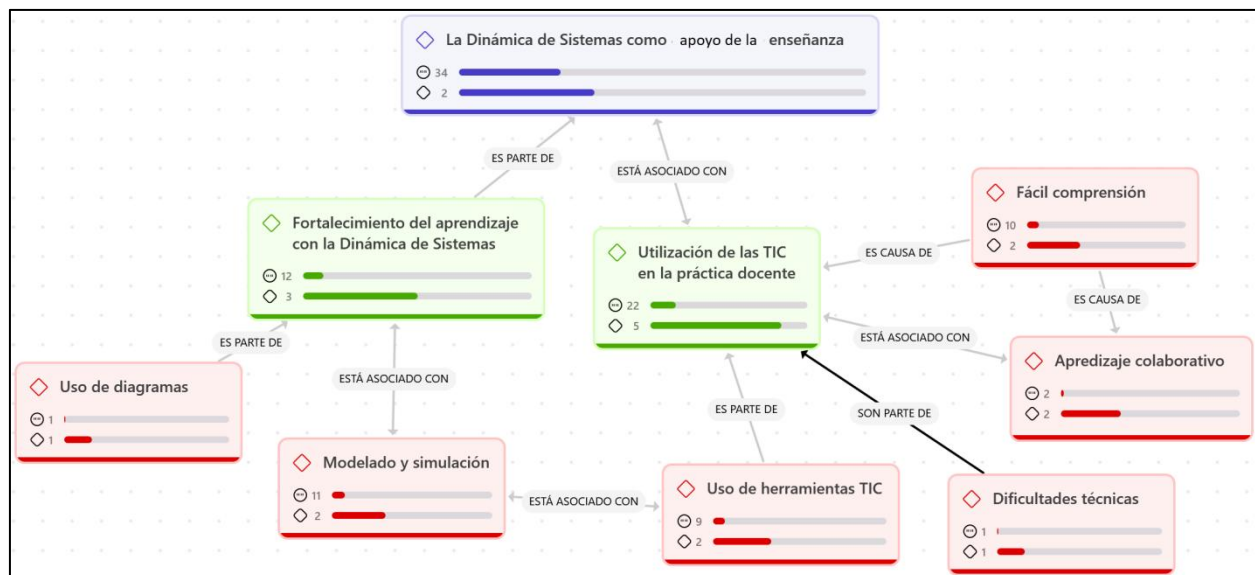 La Dinámica de Sistemas como apoyo de la enseñanza
34
2
ES PARTE DE
ESTÁ ASOCIADO CON
Fácil comprensión
10
2
Fortalecimiento del aprendizaje
con la Dinámica de Sistemas
12
3
Utilización de las TIC
en la práctica docente
22
5
ES CAUSA DE
ES CAUSA DE
ES PARTE DE
ESTÁ ASOCIADO CON
Apredizaje colaborativo
2
2
Uso de diagramas
1
1
ESTÁ ASOCIADO CON
ES PARTE DE
SON PARTE DE
Modelado y simulación
11
2
ESTÁ ASOCIADO CON
Uso de herramientas TIC
9
2
Dificultades técnicas
1
1